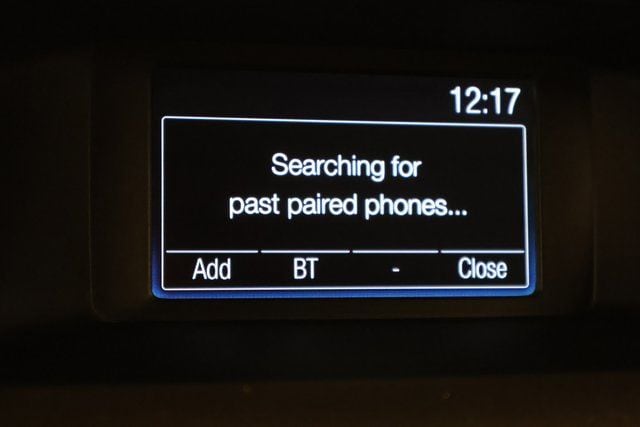 12:17
Searching for
past paired phones...
Add BT - Close